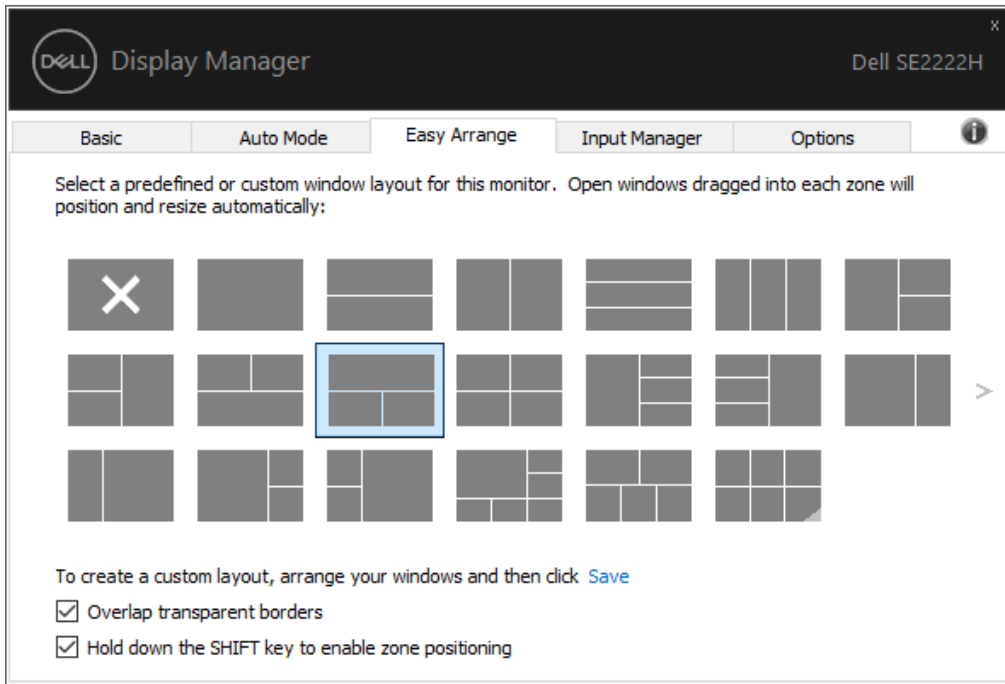 x
DELL Display Manager Dell SE2222H
Basic Auto Mode Easy Arrange Input Manager Options
Select a predefined or custom window layout for this monitor. Open windows dragged into each zone will
position and resize automatically:
>
To create a custom layout, arrange your windows and then click Save
Overlap transparent borders
Hold down the SHIFT key to enable zone positioning